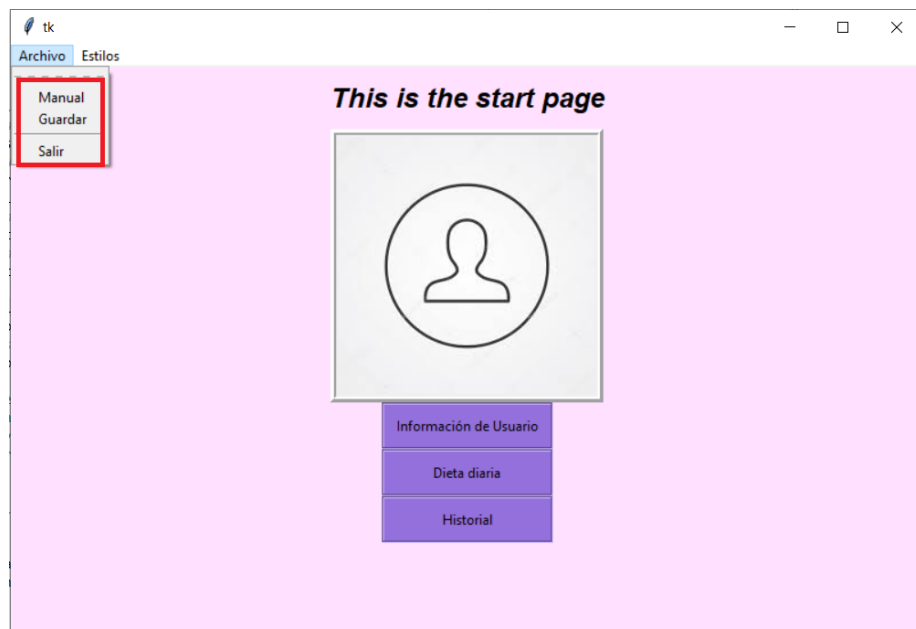 tk
Archivo Estilos
Manual
Guardar
Salir
This is the start page
Información de Usuario
Dieta diaria
Historial